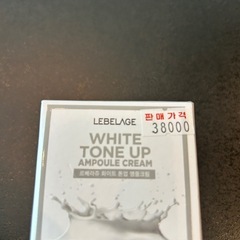 LEBELAGE
판매가격
38000
WHITE
TONE UP
AMPOULE CREAM
르베라쥬 화이트 톤업 앰플크림